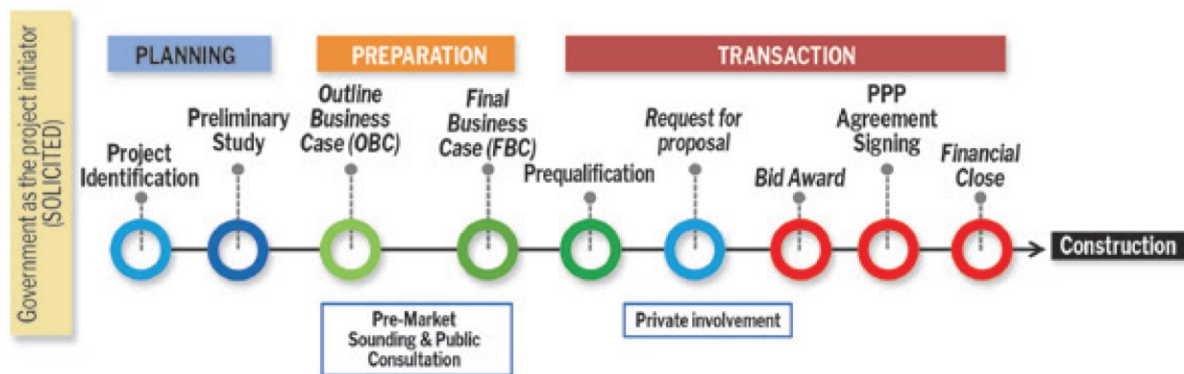 Government as the project initiator
(SOLICITED)
PLANNING
PREPARATION
TRANSACTION
Project
Identification
Preliminary
Study
Outline
Business
Case (OBC)
Final
Business
Case (FBC)
Prequalification
Request for
proposal
Bid Award
PPP
Agreement
Signing
Financial
Close
Construction
Pre-Market
Sounding & Public
Consultation
Private involvement